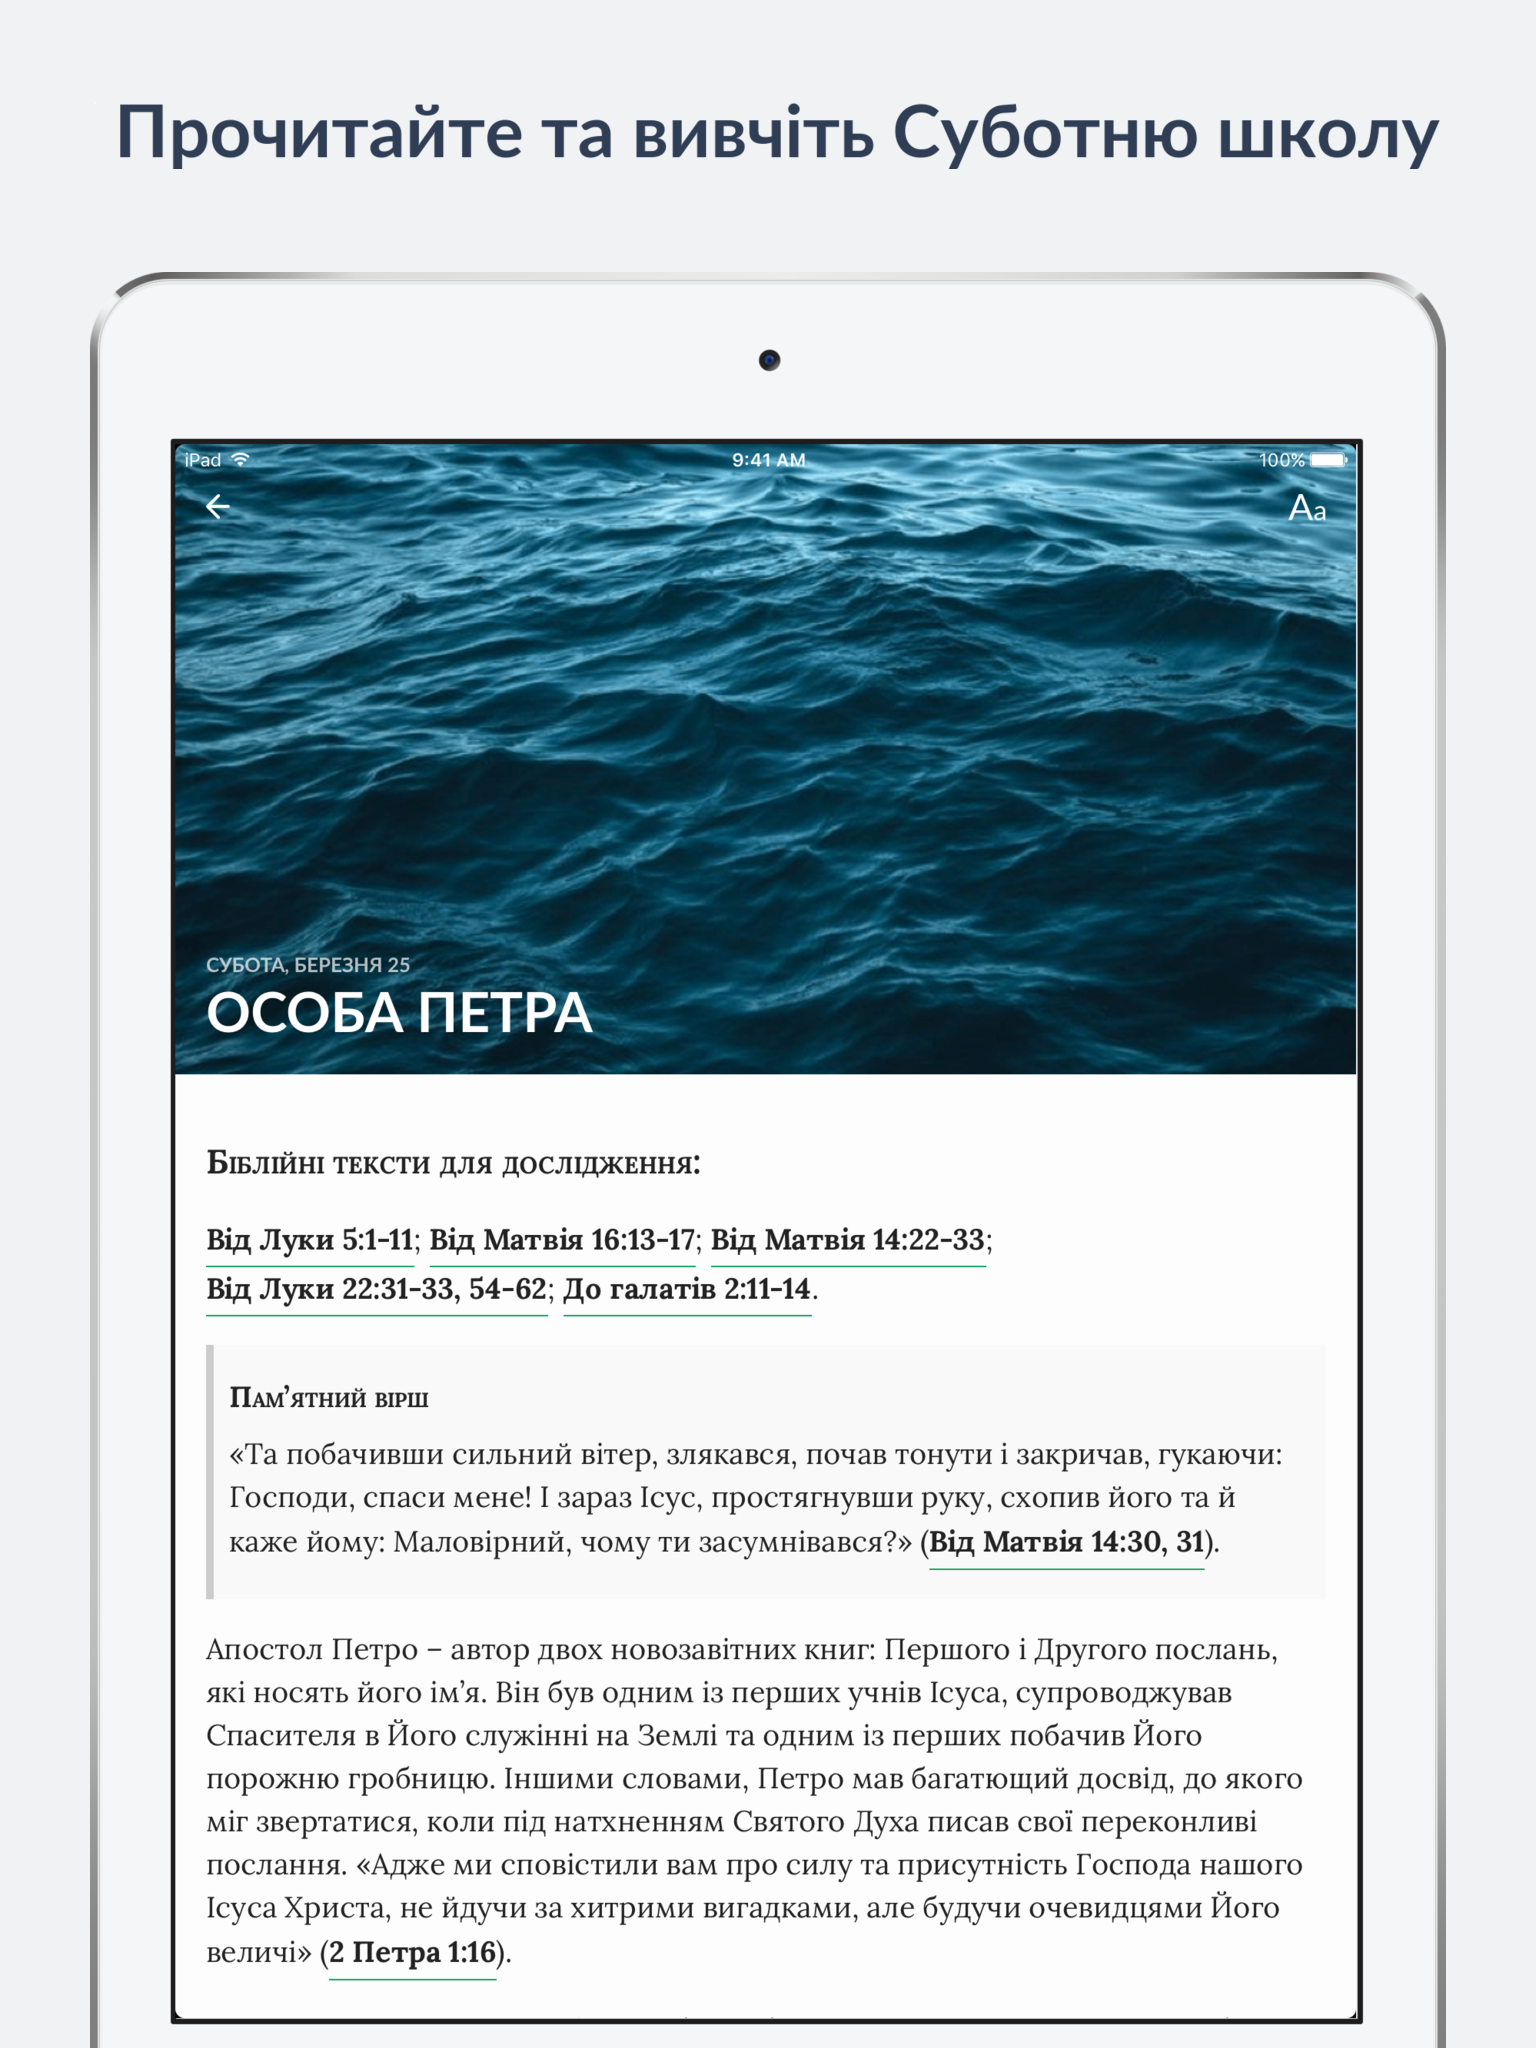 Прочитайте та вивчіть Суботню школу
iPad
9:41 AM
100%
Aa
СУБОТА, БЕРЕЗНЯ 25
ОСОБА ПЕТРА
Біблійні тексти для дослідження:
Від Луки 5:1–11; Від Матвія 16:13–17; Від Матвія 14:22–33;
Від Луки 22:31–33, 54–62; До галатів 2:11–14.
Пам’ятний вірш
«Та побачивши сильний вітер, злякався, почав тонути і закричав, гукаючи:
Господи, спаси мене! І зараз Ісус, простягнувши руку, схопив його та й
каже йому: Маловірний, чому ти засумнівався?» (Від Матвія 14:30, 31).
Апостол Петро – автор двох новозавітних книг: Першого і Другого послань,
які носять його ім’я. Він був одним із перших учнів Ісуса, супроводжував
Спасителя в Його служінні на Землі та одним із перших побачив Його
порожню гробницю. Іншими словами, Петро мав багатющий досвід, до якого
міг звертатися, коли під натхненням Святого Духа писав свої переконливі
послання. «Адже ми сповістили вам про силу та присутність Господа нашого
Ісуса Христа, не йдучи за хитрими вигадками, але будучи очевидцями Його
величі» (2 Петра 1:16).